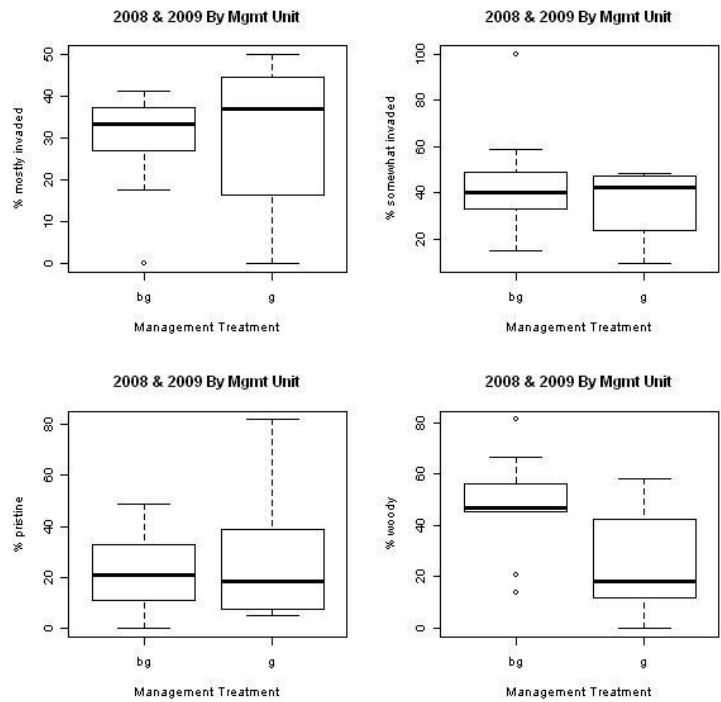 2008 & 2009 By Mgmt Unit
% mostly invaded
50
40
30
20
10
0
bg
g
Management Treatment
2008 & 2009 By Mgmt Unit
% somewhat invaded
100
80
60
40
20
bg
g
Management Treatment
2008 & 2009 By Mgmt Unit
% pristine
80
60
40
20
0
bg
g
Management Treatment
2008 & 2009 By Mgmt Unit
% woody
80
60
40
20
0
bg
g
Management Treatment